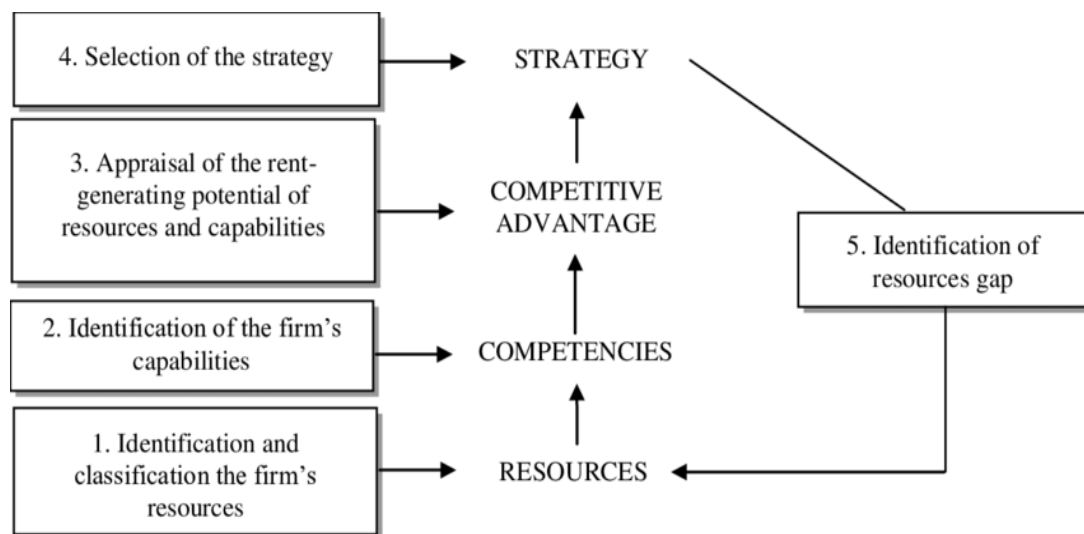 4. Selection of the strategy
STRATEGY
3. Appraisal of the rent-
generating potential of
resources and capabilities
COMPETITIVE
ADVANTAGE
5. Identification of
resources gap
2. Identification of the firm's
capabilities
COMPETENCIES
1. Identification and
classification the firm's
resources
RESOURCES